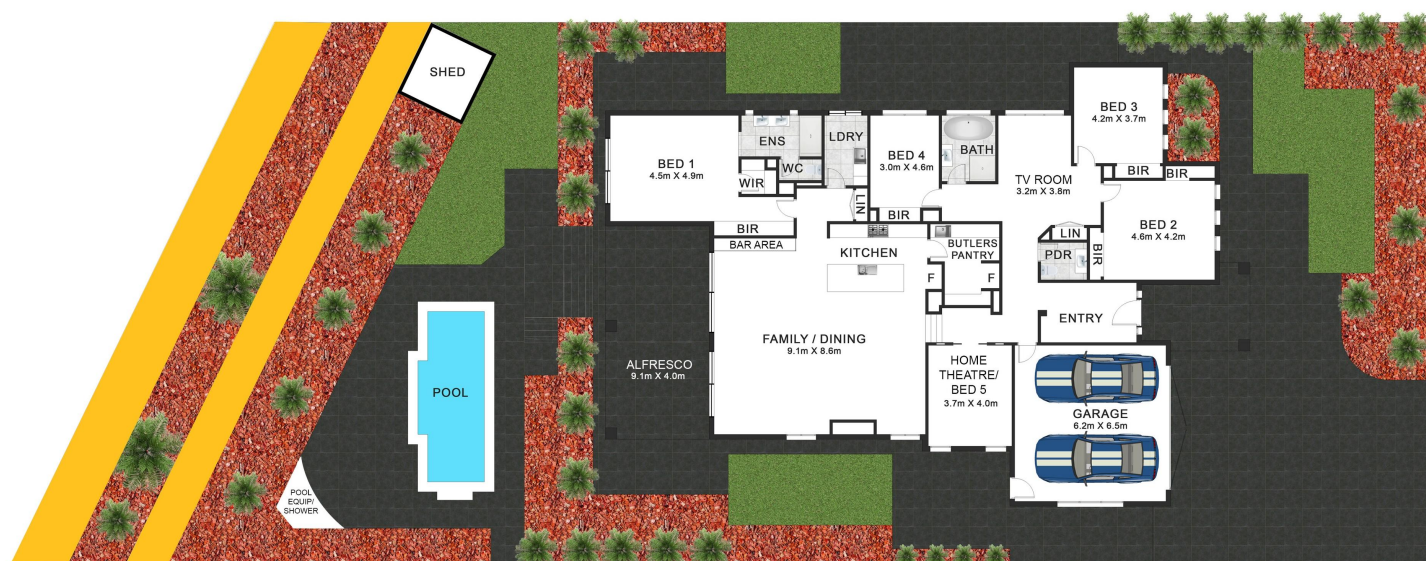 SHED
BED 1
4.5m X 4.9m
ENS
WC
WIR
LDRY
BED 4
3.0m X 4.6m
BATH
BED 3
4.2m X 3.7m
TV ROOM
3.2m X 3.8m
BIR
BIR
BED 2
4.6m X 4.2m
LIN
BIR
LIN
BIR
BAR AREA
KITCHEN
BUTLERS
PANTRY
PDR
BIR
F
F
ENTRY
FAMILY / DINING
9.1m X 8.6m
ALFRESCO
9.1m X 4.0m
HOME
THEATRE/
BED 5
3.7m X 4.0m
GARAGE
6.2m X 6.5m
POOL
POOL
EQUIP/
SHOWER